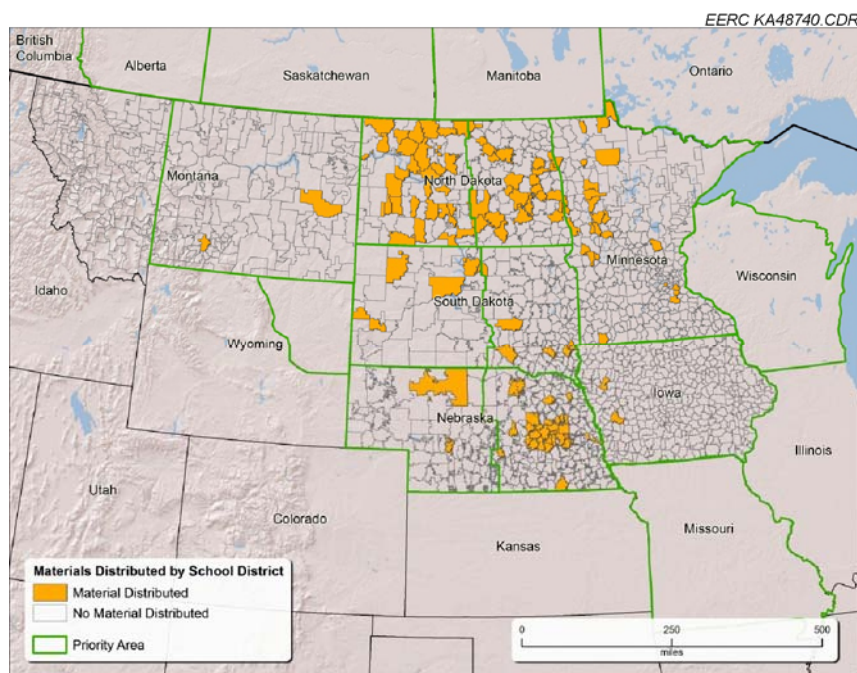 EERC KA48740.CDR
British
Columbia
Alberta
Saskatchewan
Manitoba
Ontario
Montana
North Dakota
Minnesota
Wisconsin
Idaho
South Dakota
Wyoming
Iowa
Nebraska
Illinois
Utah
Colorado
Kansas
Missouri
Materials Distributed by School District
Material Distributed
No Material Distributed
Priority Area
0 250 500
miles